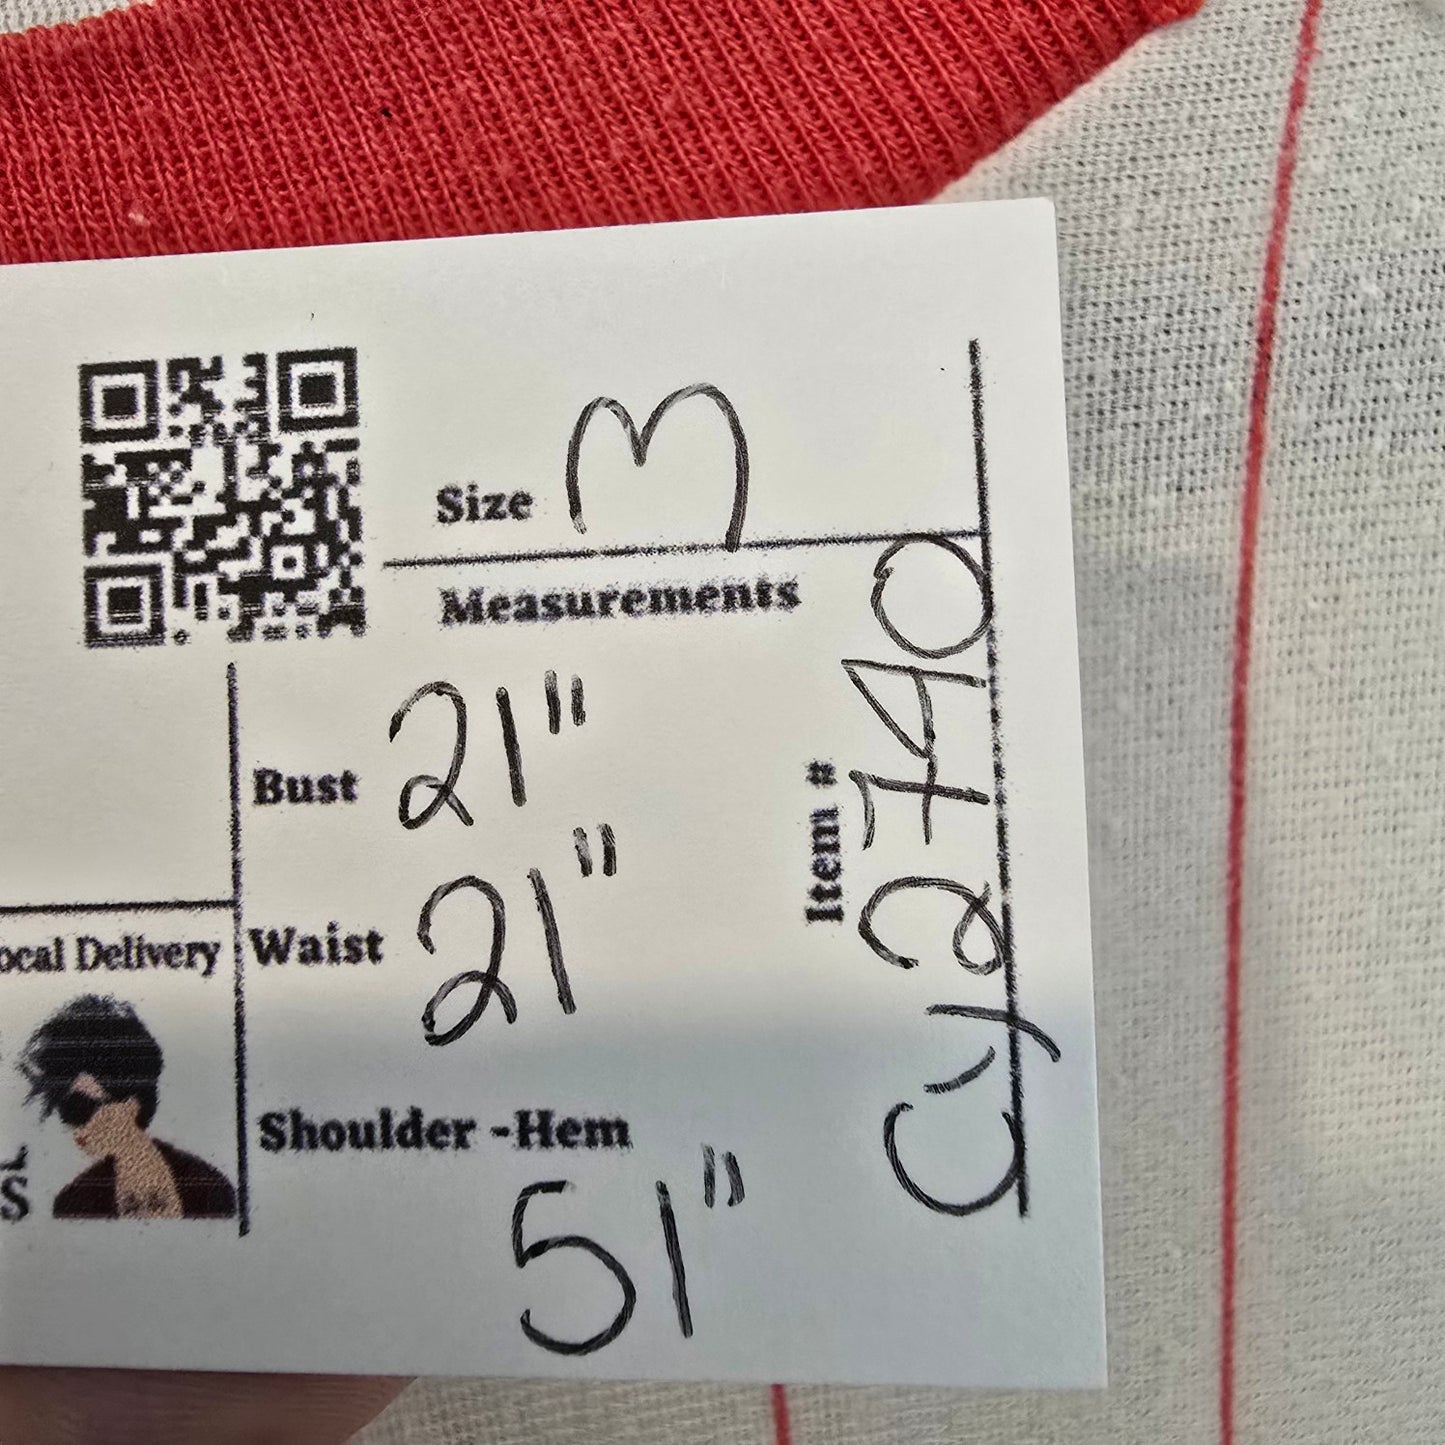 Size M
Measurements
Bust 21"
Waist 21"
Shoulder -Hem
51"
Item # Cy2740
ocal Delivery
S